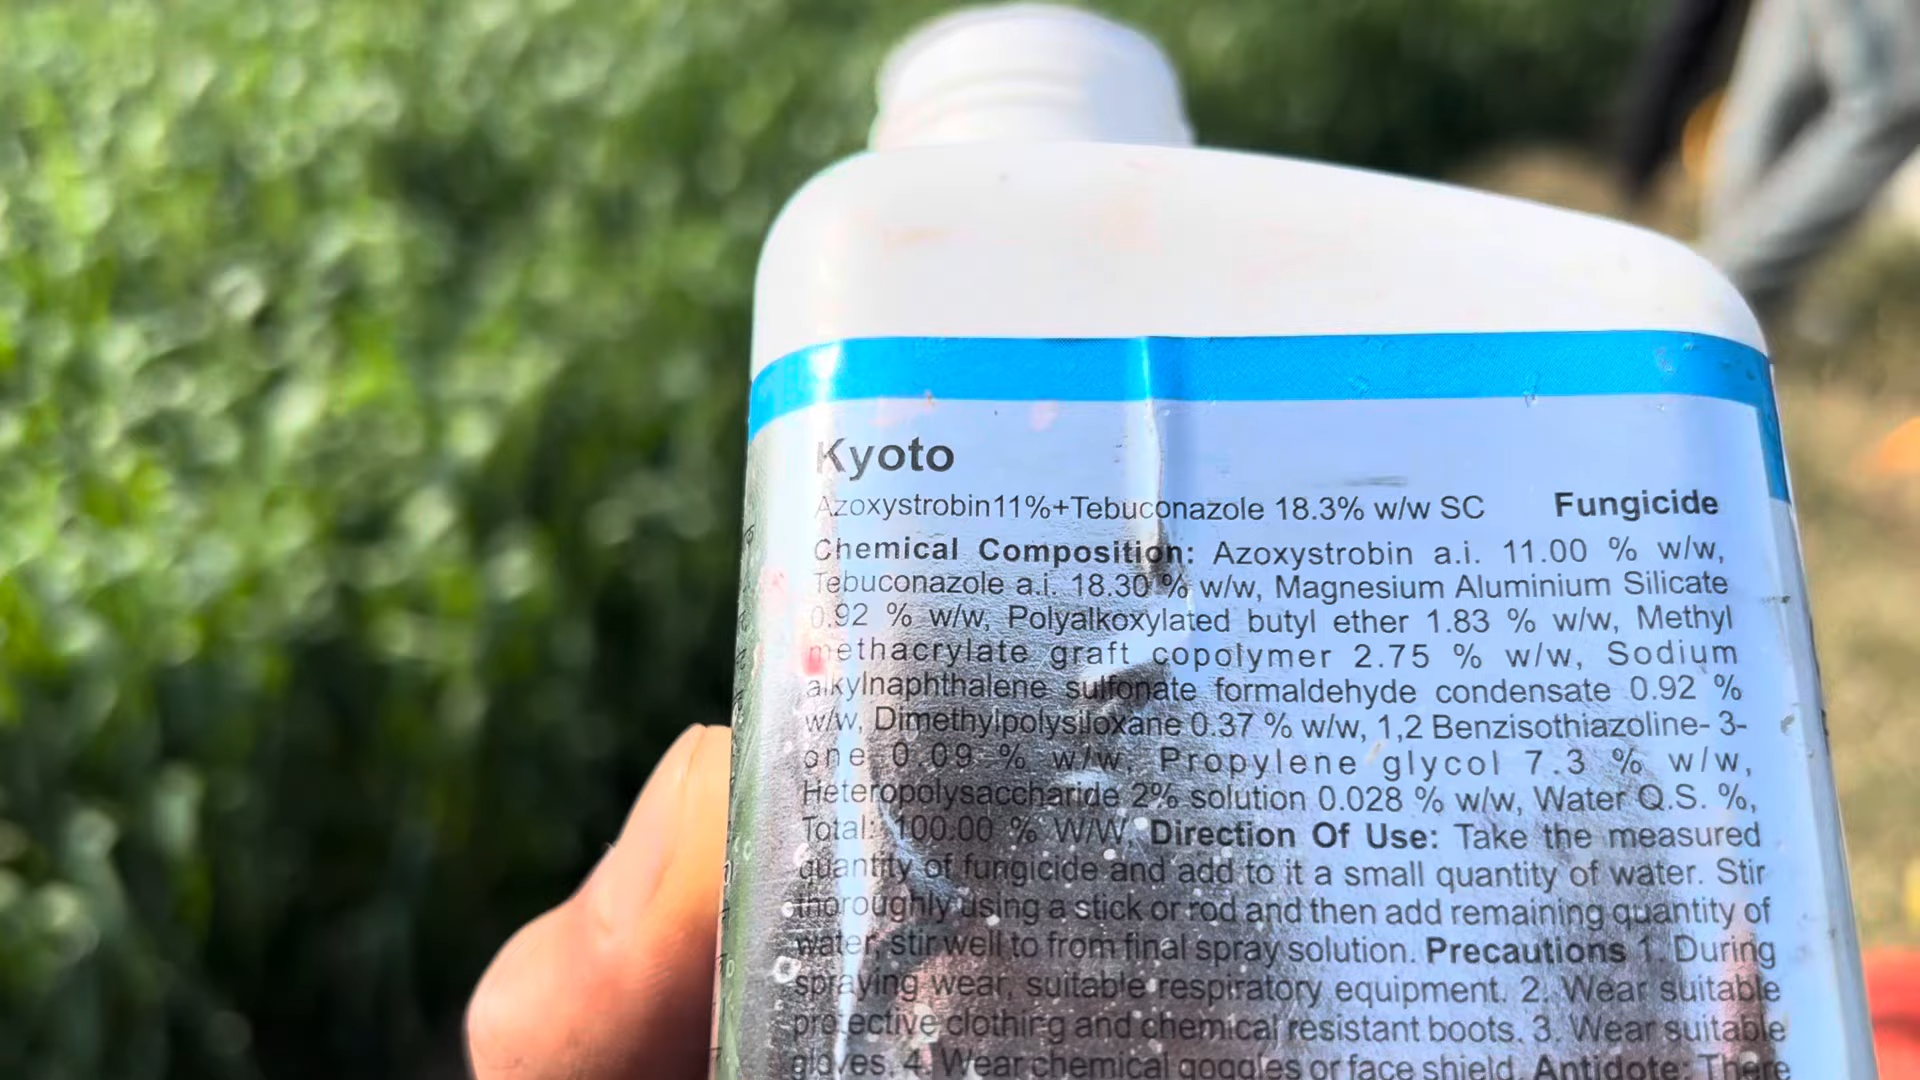 Kyoto
Azoxystrobin11%+Tebuconazole 18.3% w/w SC Fungicide
Chemical Composition: Azoxystrobin a.i. 11.00 % w/w,
Tebuconazole a.i. 18.30 % w/w, Magnesium Aluminium Silicate
0.92 % w/w, Polyalkoxylated butyl ether 1.83 % w/w, Methyl
methacrylate graft copolymer 2.75 % w/w, Sodium
alkylnaphthalene sulfonate formaldehyde condensate 0.92 %
w/w, Dimethylpolysiloxane 0.37 % w/w, 1,2 Benzisothiazoline- 3-
one 0.09 % w/w, Propylene glycol 7.3 % w/w,
Heteropolysaccharide 2% solution 0.028 % w/w, Water Q.S. %,
Total: 100.00 % W/W, Direction Of Use: Take the measured
quantity of fungicide and add to it a small quantity of water. Stir
thoroughly using a stick or rod and then add remaining quantity of
water, stir well to from final spray solution. Precautions 1. During
spraying wear, suitable respiratory equipment. 2. Wear suitable
protective clothing and chemical resistant boots. 3. Wear suitable
gloves. 4. Wear chemical goggles or face shield. Antidote: There